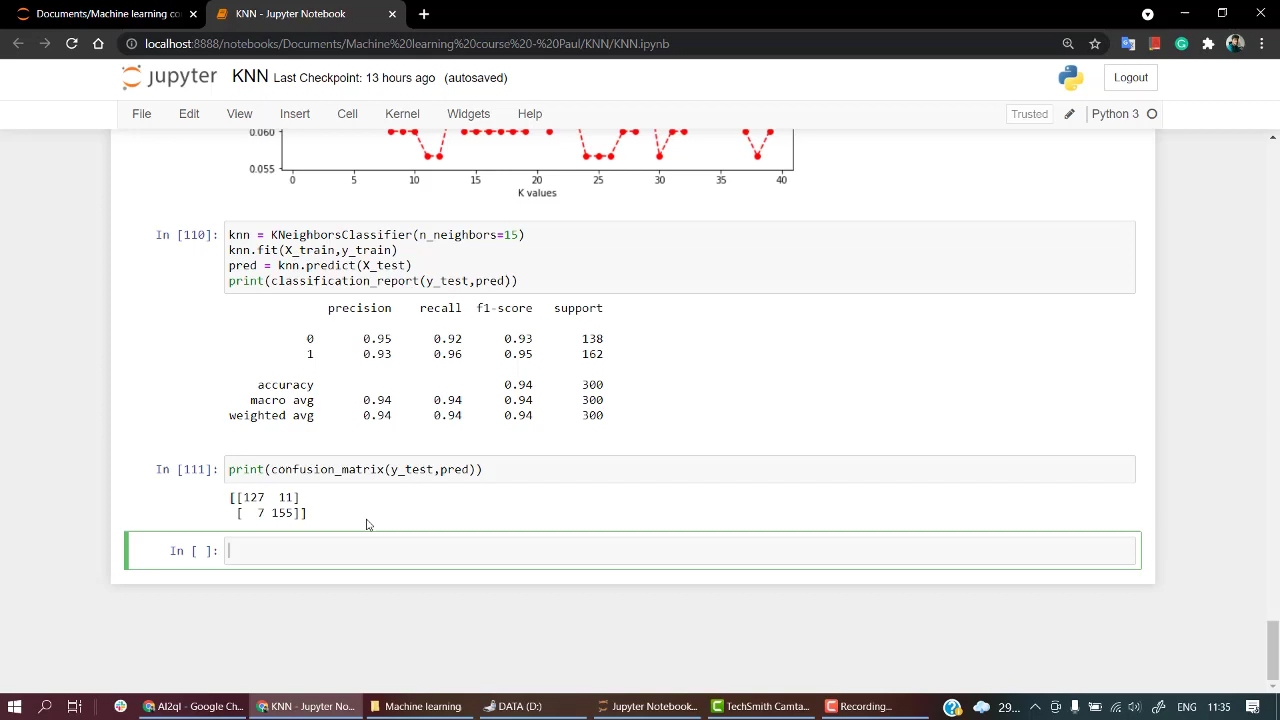 Documents/Machine learning co
KNN - Jupyter Notebook
localhost:8888/notebooks/Documents/Machine%20learning%20course%20-%20Paul/KNN/KNN.ipynb
jupyter KNN Last Checkpoint: 13 hours ago (autosaved) Logout
File Edit View Insert Cell Kernel Widgets Help Trusted Python 3
0.060
0.055
0 5 10 15 20 25 30 35 40
K values
In [110]: knn = KNeighborsClassifier(n_neighbors=15)
knn.fit(X_train,y_train)
pred = knn.predict(X_test)
print(classification_report(y_test,pred))
precision recall f1-score support
0 0.95 0.92 0.93 138
1 0.93 0.96 0.95 162
accuracy 0.94 300
macro avg 0.94 0.94 0.94 300
weighted avg 0.94 0.94 0.94 300
In [111]: print(confusion_matrix(y_test,pred))
[[127 11]
[ 7 155]]
In [ ]:
AI2ql - Google Ch... KNN - Jupyter No... Machine learning DATA (D:) Jupyter Notebook... TechSmith Camta... Recording... 29... ENG 11:35